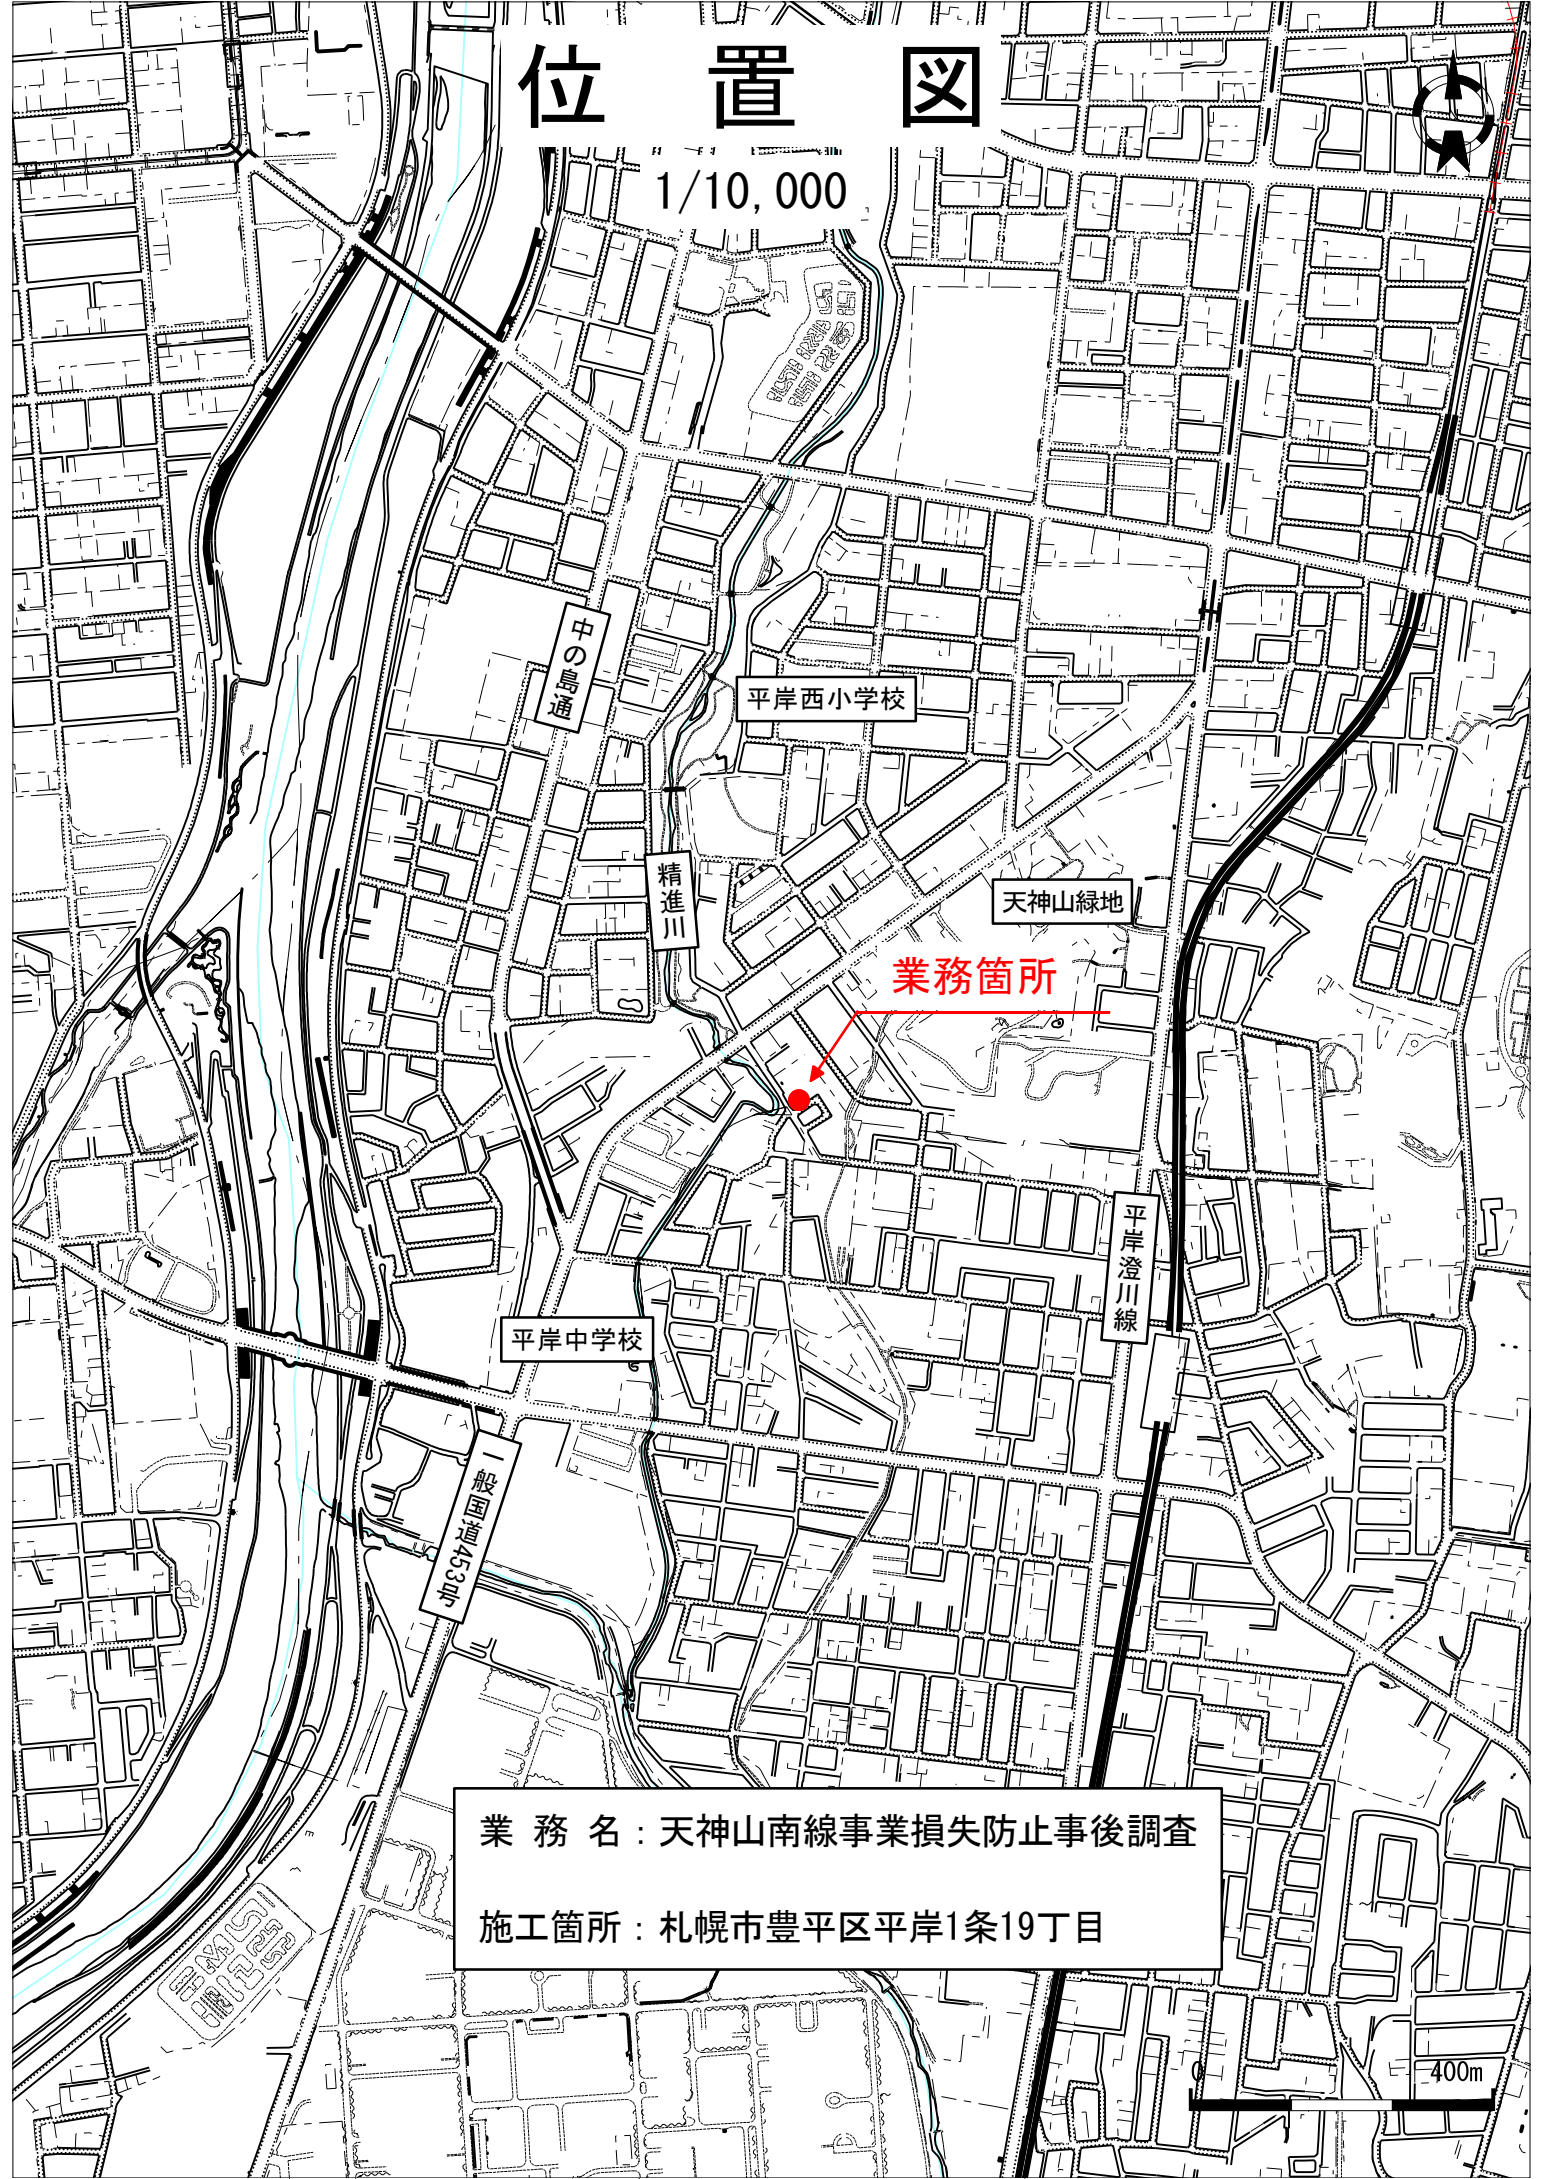 位置図
1/10,000
中の島通
平岸西小学校
精進川
天神山緑地
業務箇所
平岸澄川線
平岸中学校
一般国道453号
業務名：天神山南線事業損失防止事後調査
施工箇所：札幌市豊平区平岸1条19丁目
0 400m